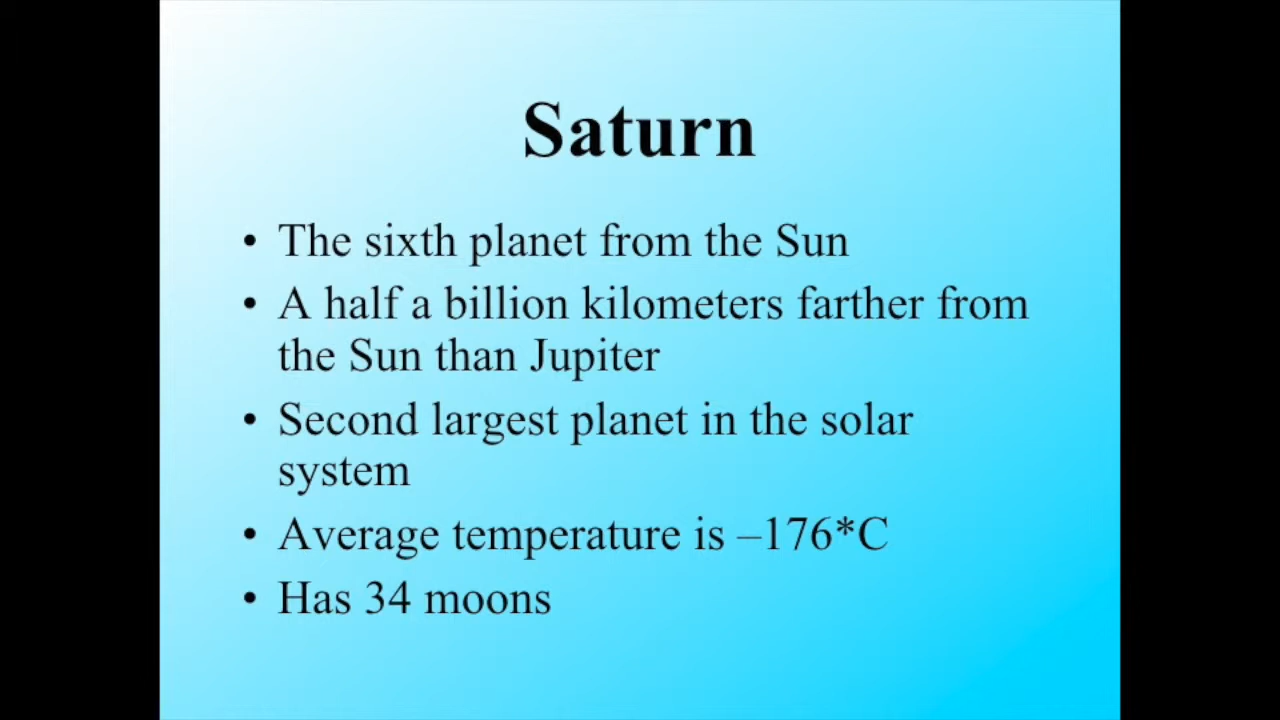 Saturn
• The sixth planet from the Sun
• A half a billion kilometers farther from
the Sun than Jupiter
• Second largest planet in the solar
system
• Average temperature is –176*C
• Has 34 moons